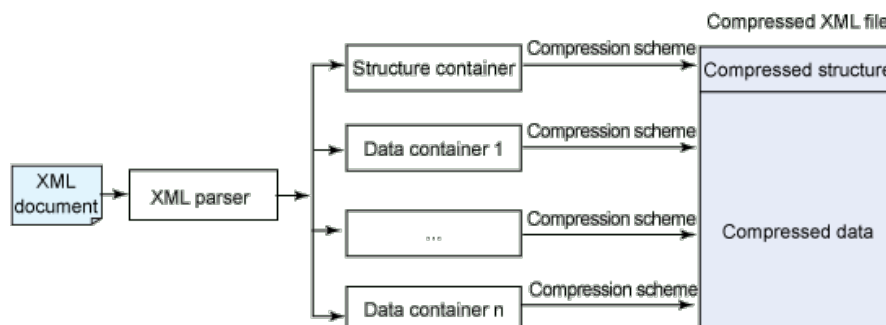 Compressed XML file
Compression scheme
Structure container
Compressed structure
Compression scheme
Data container 1
XML
document
XML parser
Compression scheme
...
Compressed data
Compression scheme
Data container n